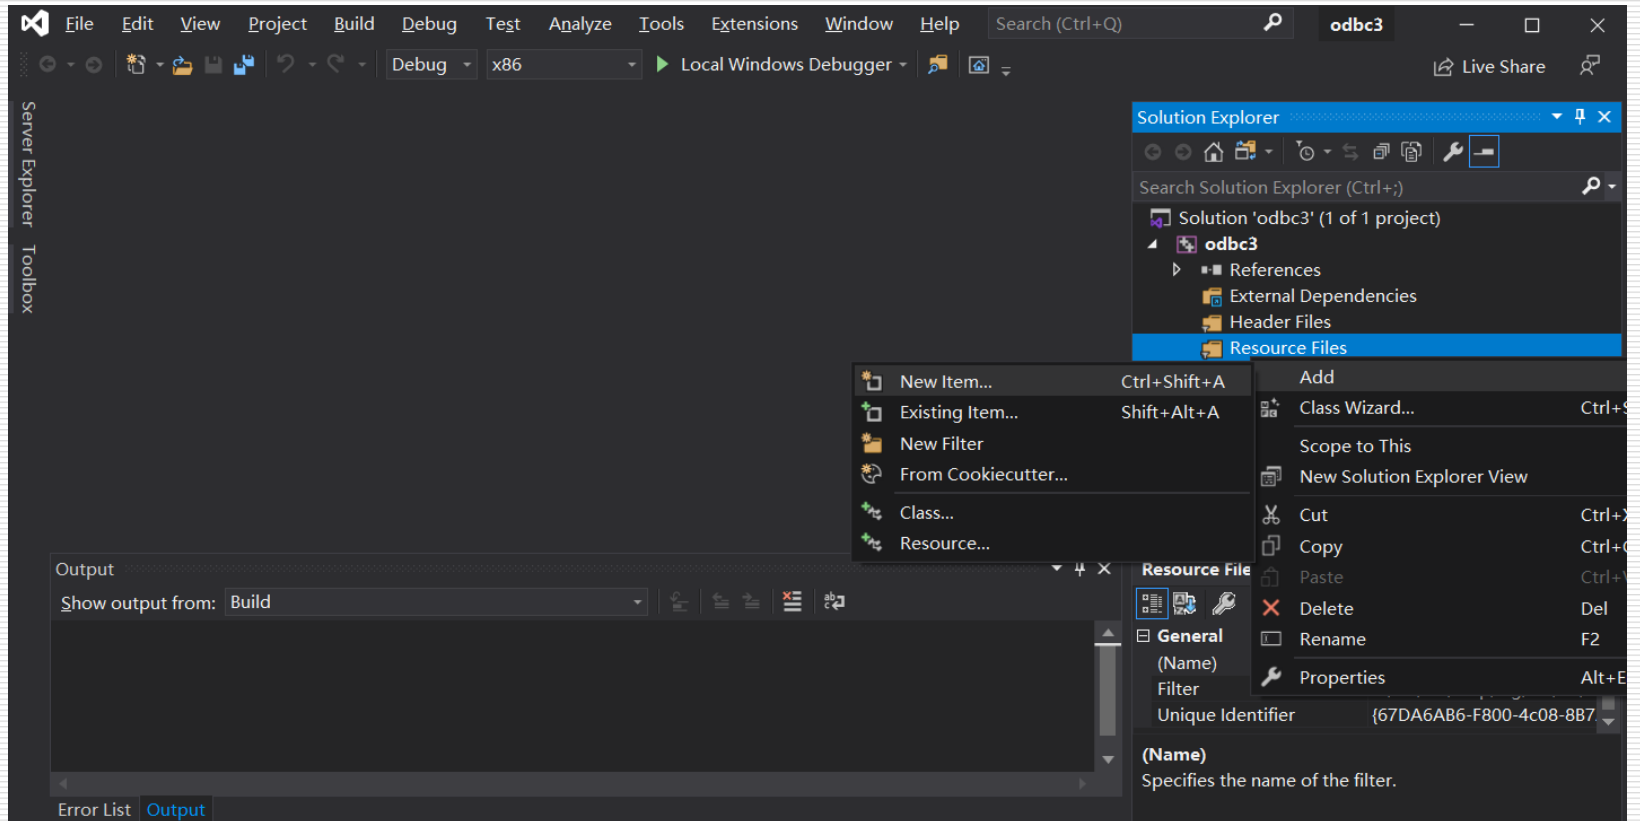 File Edit View Project Build Debug Test Analyze Tools Extensions Window Help Search (Ctrl+Q) odbc3
Debug x86 Local Windows Debugger Live Share
Server Explorer
Toolbox
Solution Explorer
Search Solution Explorer (Ctrl+;)
Solution 'odbc3' (1 of 1 project)
odbc3
References
External Dependencies
Header Files
Resource Files
New Item... Ctrl+Shift+A
Existing Item... Shift+Alt+A
New Filter
From Cookiecutter...
Class...
Resource...
Add
Class Wizard... Ctrl+S
Scope to This
New Solution Explorer View
Cut Ctrl+X
Copy Ctrl+C
Paste Ctrl+V
Delete Del
Rename F2
Properties Alt+E
Output
Show output from: Build
Error List Output
Resource File
General
(Name)
Filter
Unique Identifier {67DA6AB6-F800-4c08-8B7
(Name)
Specifies the name of the filter.